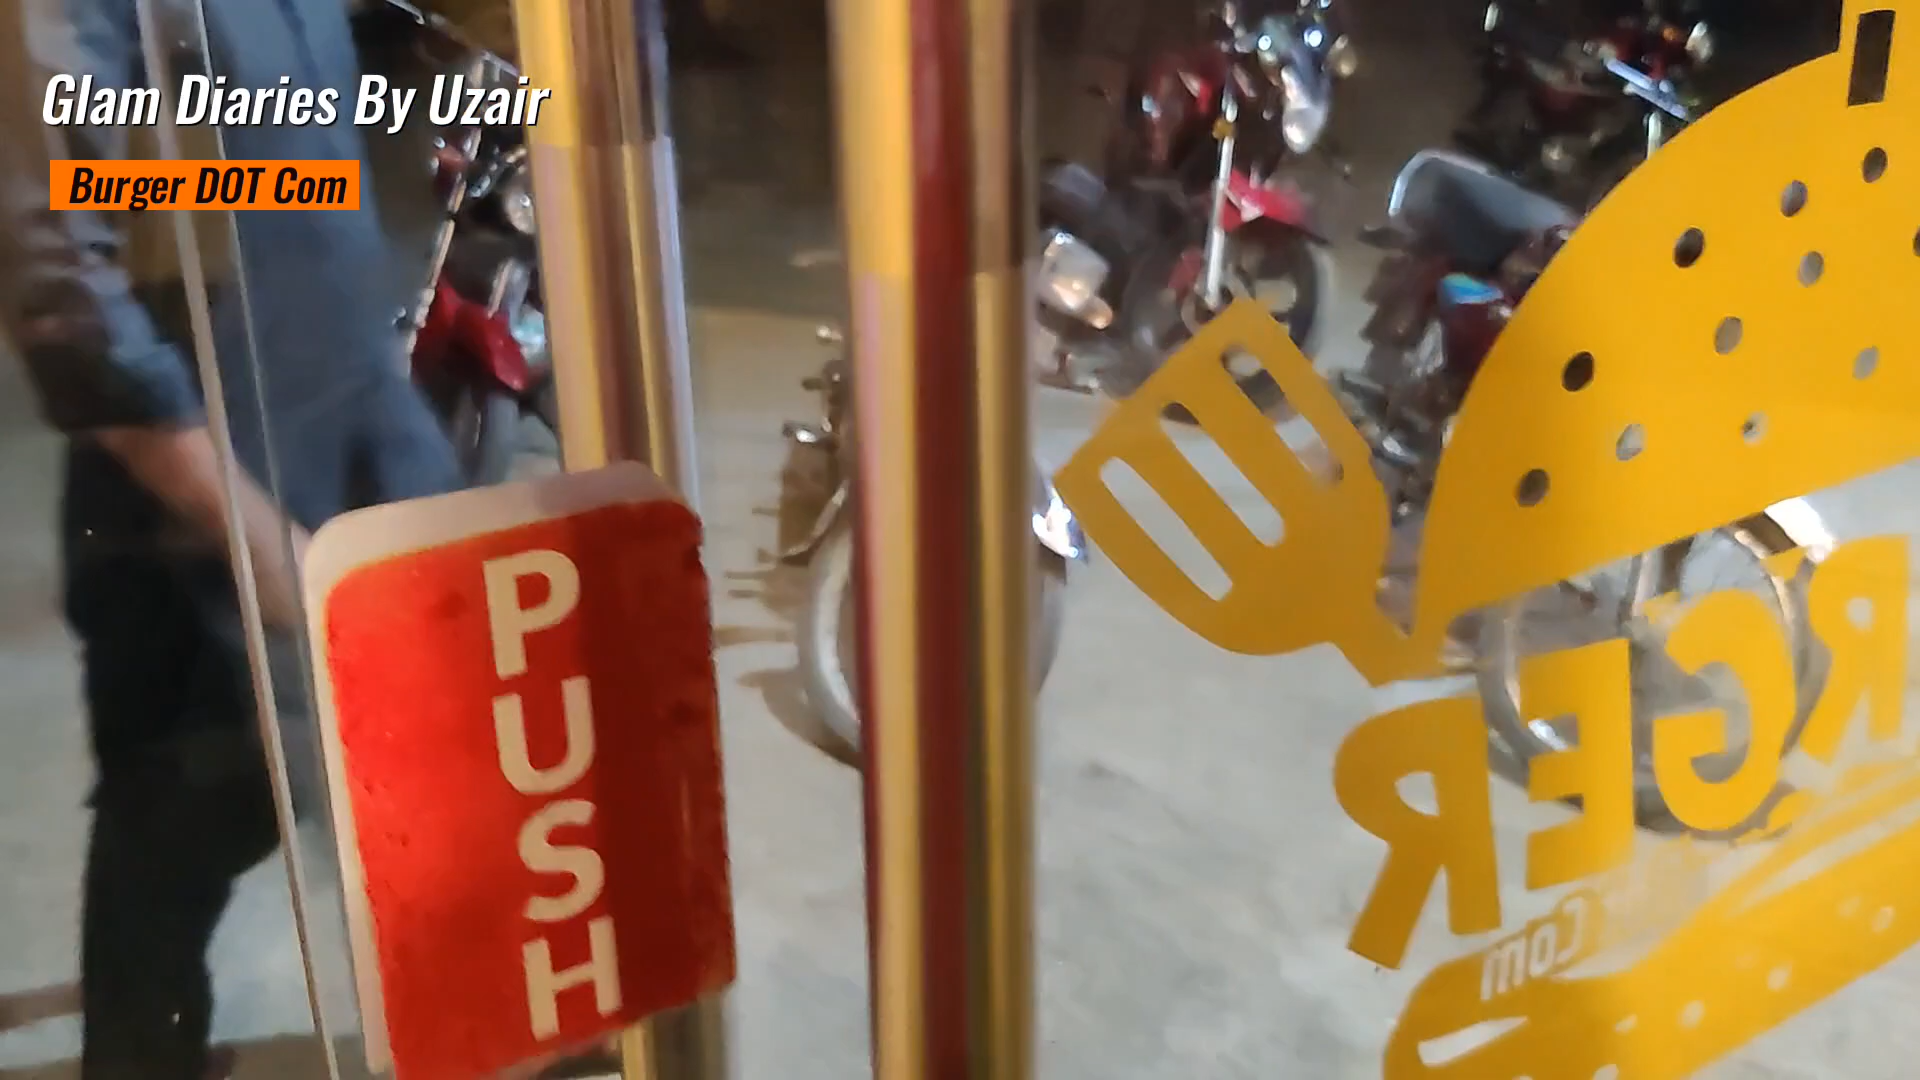 Glam Diaries By Uzair
Burger DOT Com
PUSH
RGER
Com